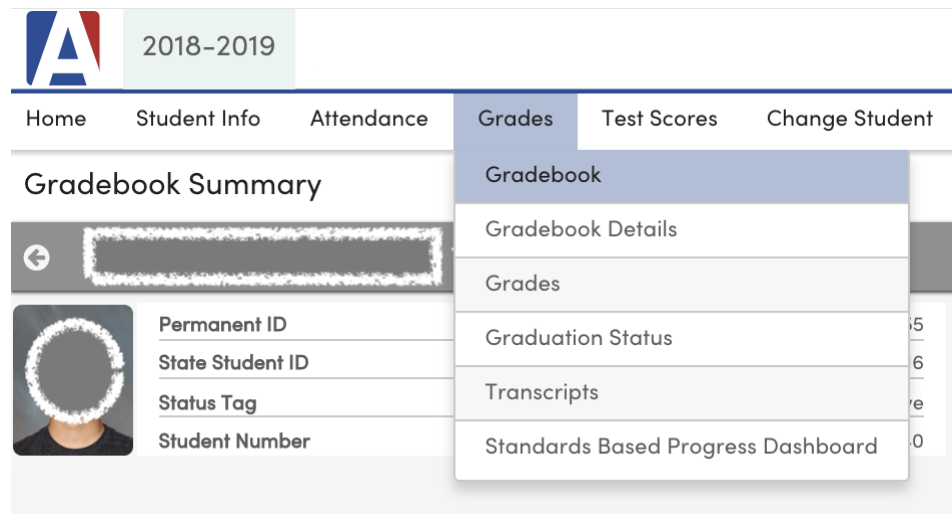 A
2018-2019
Home Student Info Attendance Grades Test Scores Change Student
Gradebook Summary
Gradebook
Gradebook Details
Grades
Graduation Status
Transcripts
Standards Based Progress Dashboard
Permanent ID
State Student ID
Status Tag
Student Number